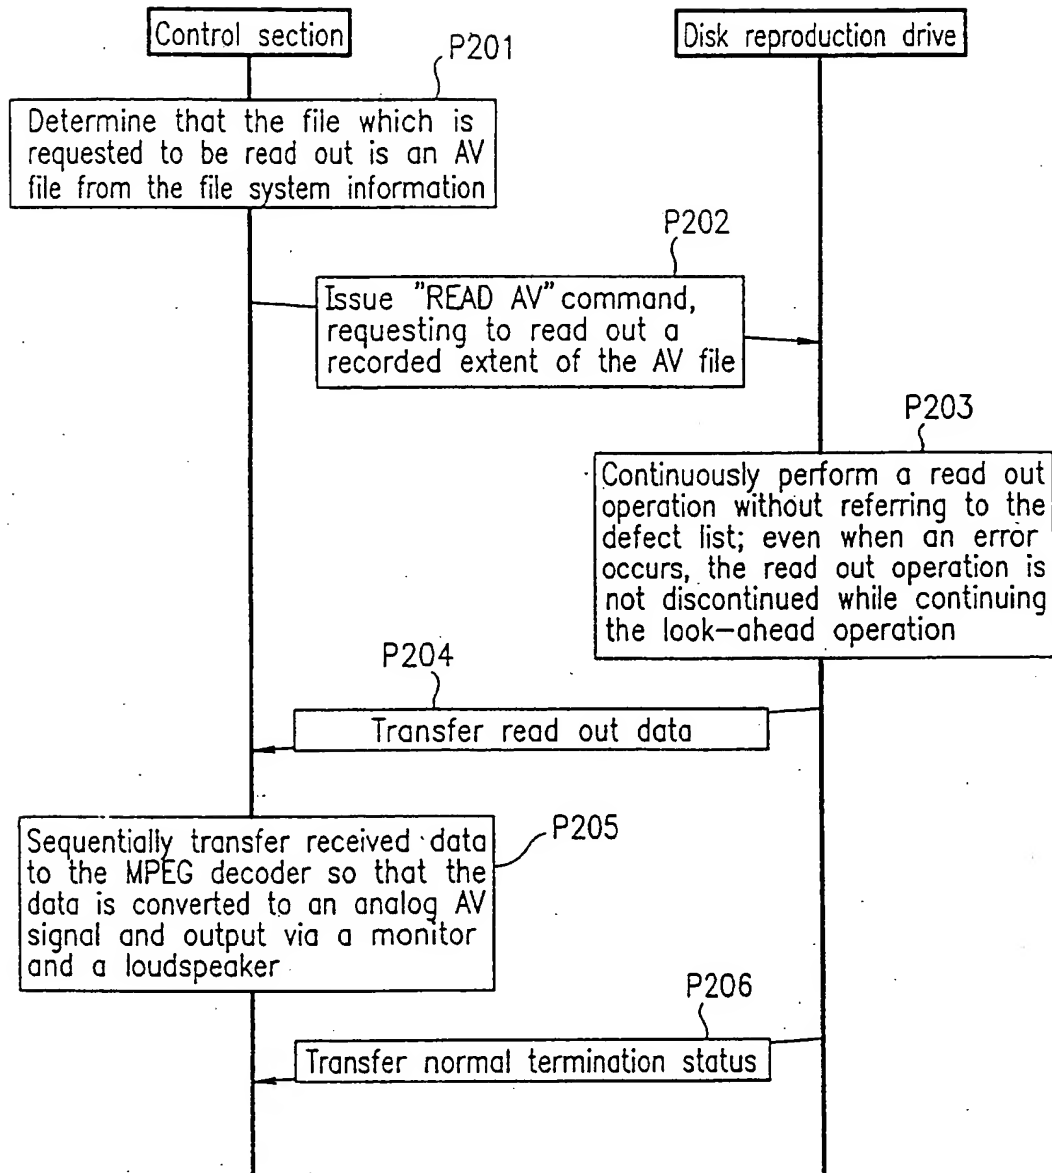 Control section
Disk reproduction drive
P201
Determine that the file which is
requested to be read out is an AV
file from the file system information
P202
Issue "READ AV" command,
requesting to read out a
recorded extent of the AV file
P203
Continuously perform a read out
operation without referring to the
defect list; even when an error
occurs, the read out operation is
not discontinued while continuing
the look-ahead operation
P204
Transfer read out data
P205
Sequentially transfer received data
to the MPEG decoder so that the
data is converted to an analog AV
signal and output via a monitor
and a loudspeaker
P206
Transfer normal termination status